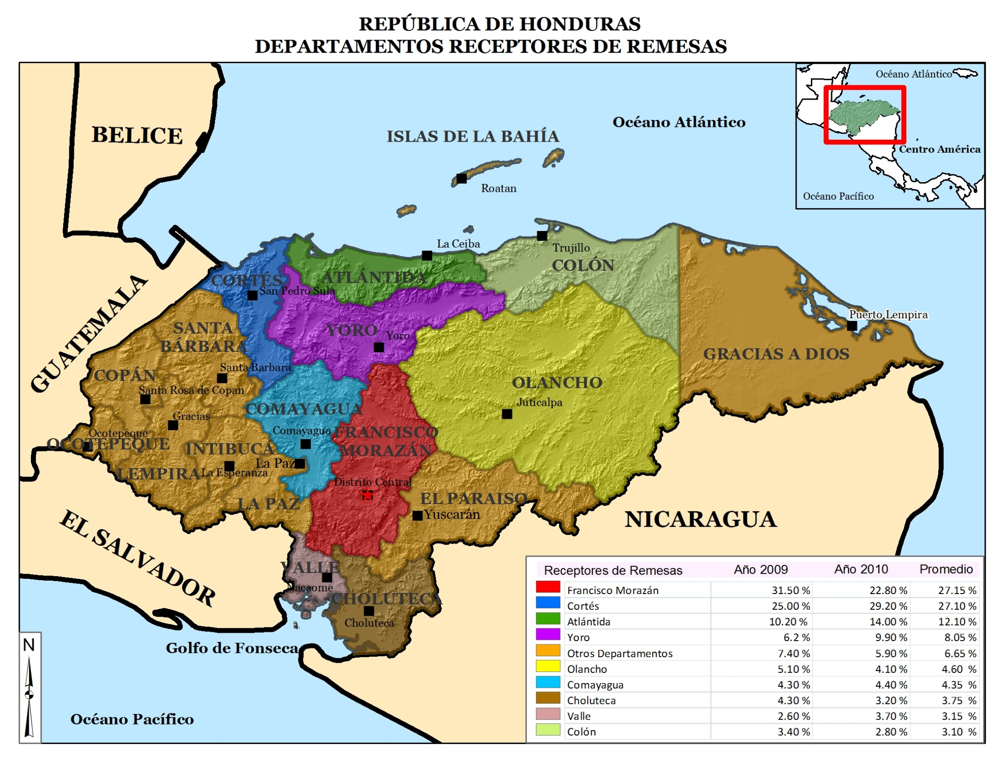 REPÚBLICA DE HONDURAS
DEPARTAMENTOS RECEPTORES DE REMESAS
Océano Atlántico
Centro América
Océano Pacífico
BELICE
Océano Atlántico
ISLAS DE LA BAHÍA
Roatan
La Ceiba
Trujillo
COLÓN
CORTÉS
ATLÁNTIDA
San Pedro Sula
GUATEMALA
Puerto Lempira
SANTA
BÁRBARA
YORO
Yoro
GRACIAS A DIOS
Santa Barbara
COPÁN
OLANCHO
Santa Rosa de Copan
Juticalpa
COMAYAGUA
Gracias
Comayagua
FRANCISCO
MORAZÁN
Ocotepeque
OCOTEPEQUE
INTIBUCÁ
La Paz
LEMPIRA
La Esperanza
Distrito Central
LA PAZ
EL PARAISO
Yuscarán
NICARAGUA
EL SALVADOR
VALLE
Nacaome
CHOLUTECA
Choluteca
Golfo de Fonseca
N
Océano Pacífico
Receptores de Remesas Año 2009 Año 2010 Promedio
Francisco Morazán 31.50 % 22.80 % 27.15 %
Cortés 25.00 % 29.20 % 27.10 %
Atlántida 10.20 % 14.00 % 12.10 %
Yoro 6.2 % 9.90 % 8.05 %
Otros Departamentos 7.40 % 5.90 % 6.65 %
Olancho 5.10 % 4.10 % 4.60 %
Comayagua 4.30 % 4.40 % 4.35 %
Choluteca 4.30 % 3.20 % 3.75 %
Valle 2.60 % 3.70 % 3.15 %
Colón 3.40 % 2.80 % 3.10 %